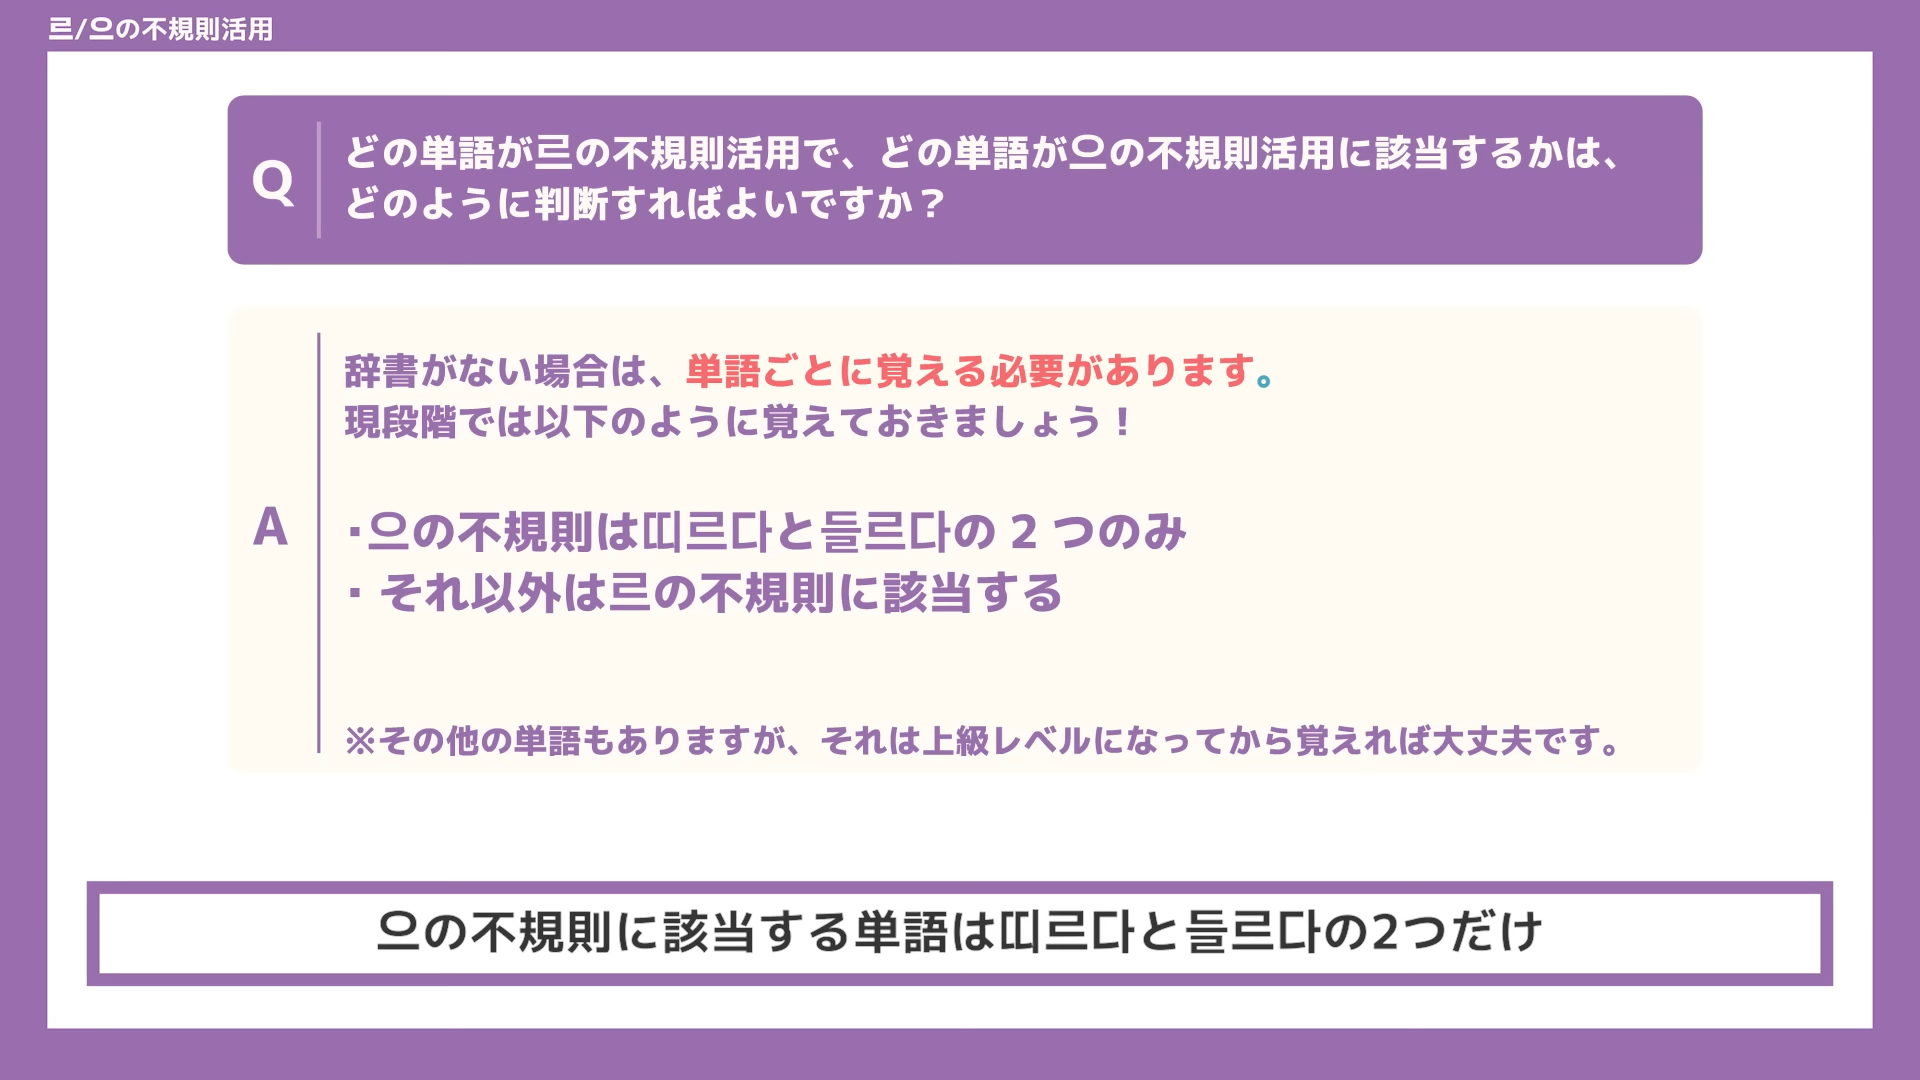 르/으の不規則活用
Q
どの単語が르の不規則活用で、どの単語が으の不規則活用に該当するかは、
どのように判断すればよいですか？
A
辞書がない場合は、単語ごとに覚える必要があります。
現段階では以下のように覚えておきましょう！
・으の不規則は띠르다と들르다の 2 つのみ
・ それ以外は르の不規則に該当する
※その他の単語もありますが、それは上級レベルになってから覚えれば大丈夫です。
으の不規則に該当する単語は띠르다と들르다の2つだけ